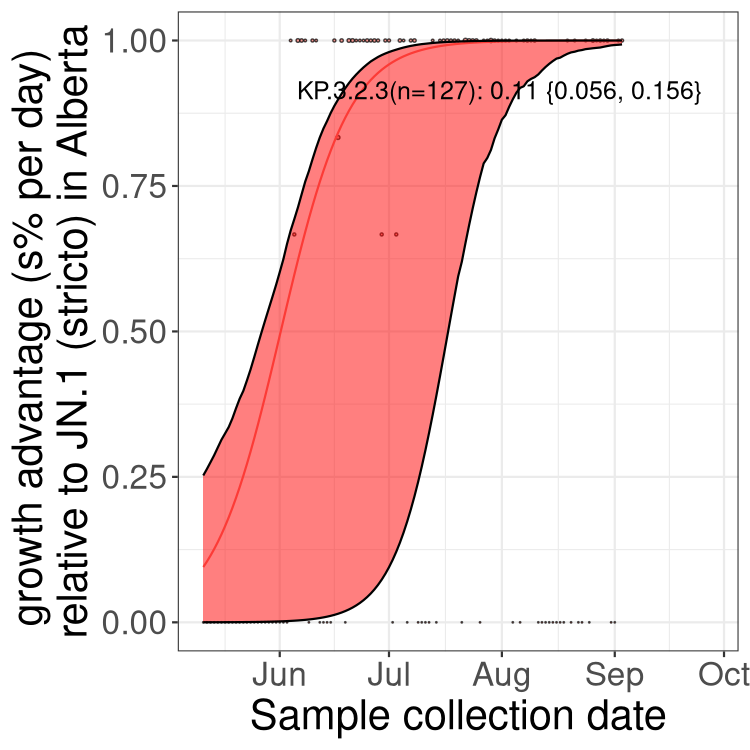 growth advantage (s% per day)
relative to JN.1 (stricto) in Alberta
1.00
0.75
0.50
0.25
0.00
KP.3.2.3(n=127): 0.11 {0.056, 0.156}
Jun Jul Aug Sep Oct
Sample collection date